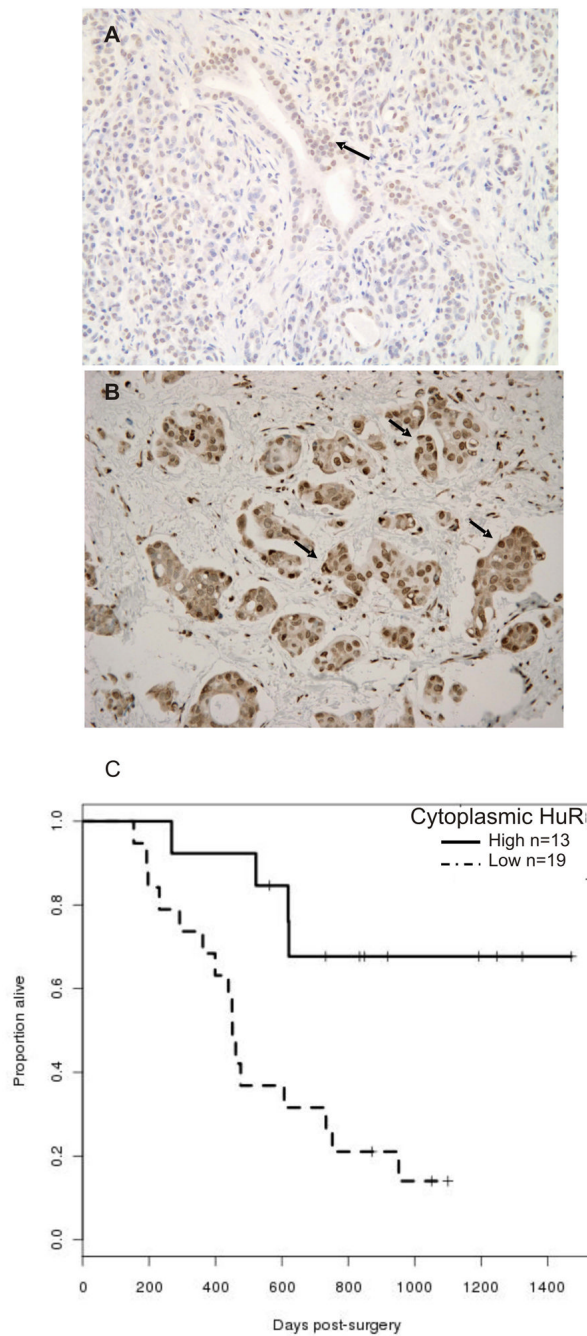 A
B
C
Cytoplasmic HuR
High n=13
Low n=19
1.0
0.8
0.6
0.4
0.2
0.0
Proportion alive
0 200 400 600 800 1000 1200 1400
Days post-surgery